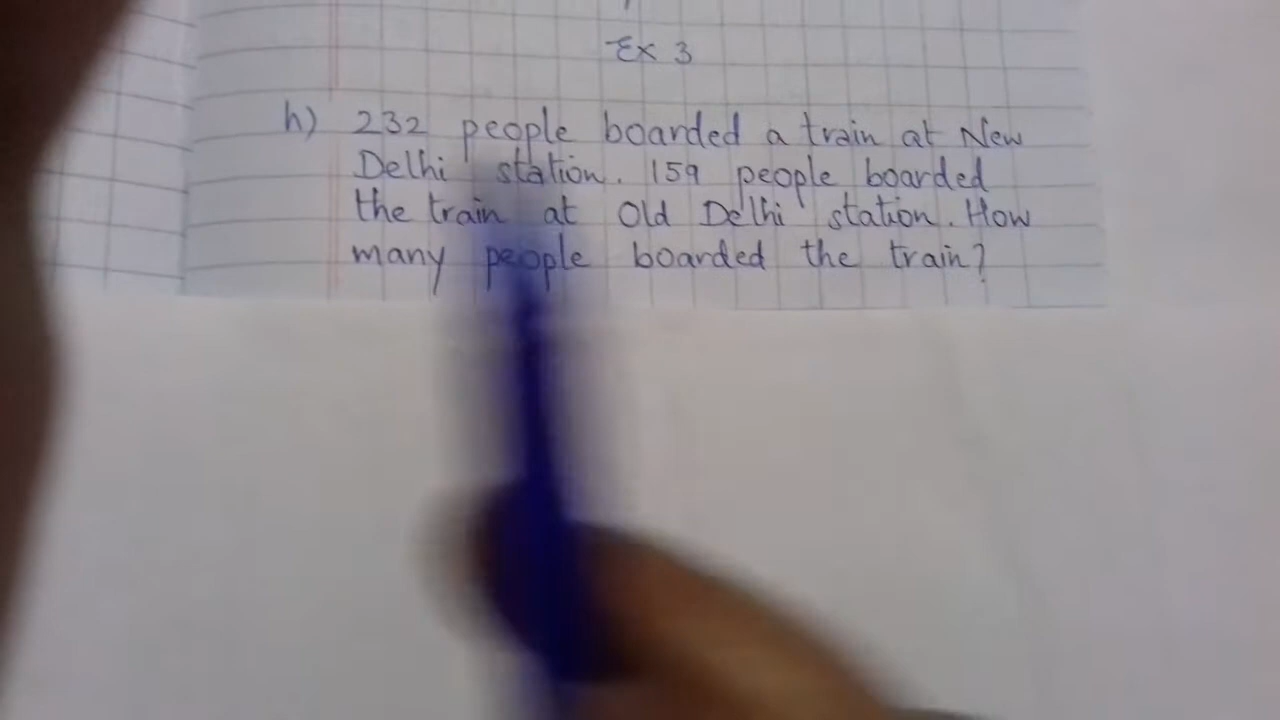 Ex 3
h) 232 people boarded a train at New
Delhi station. 159 people boarded
the train at Old Delhi station. How
many people boarded the train?